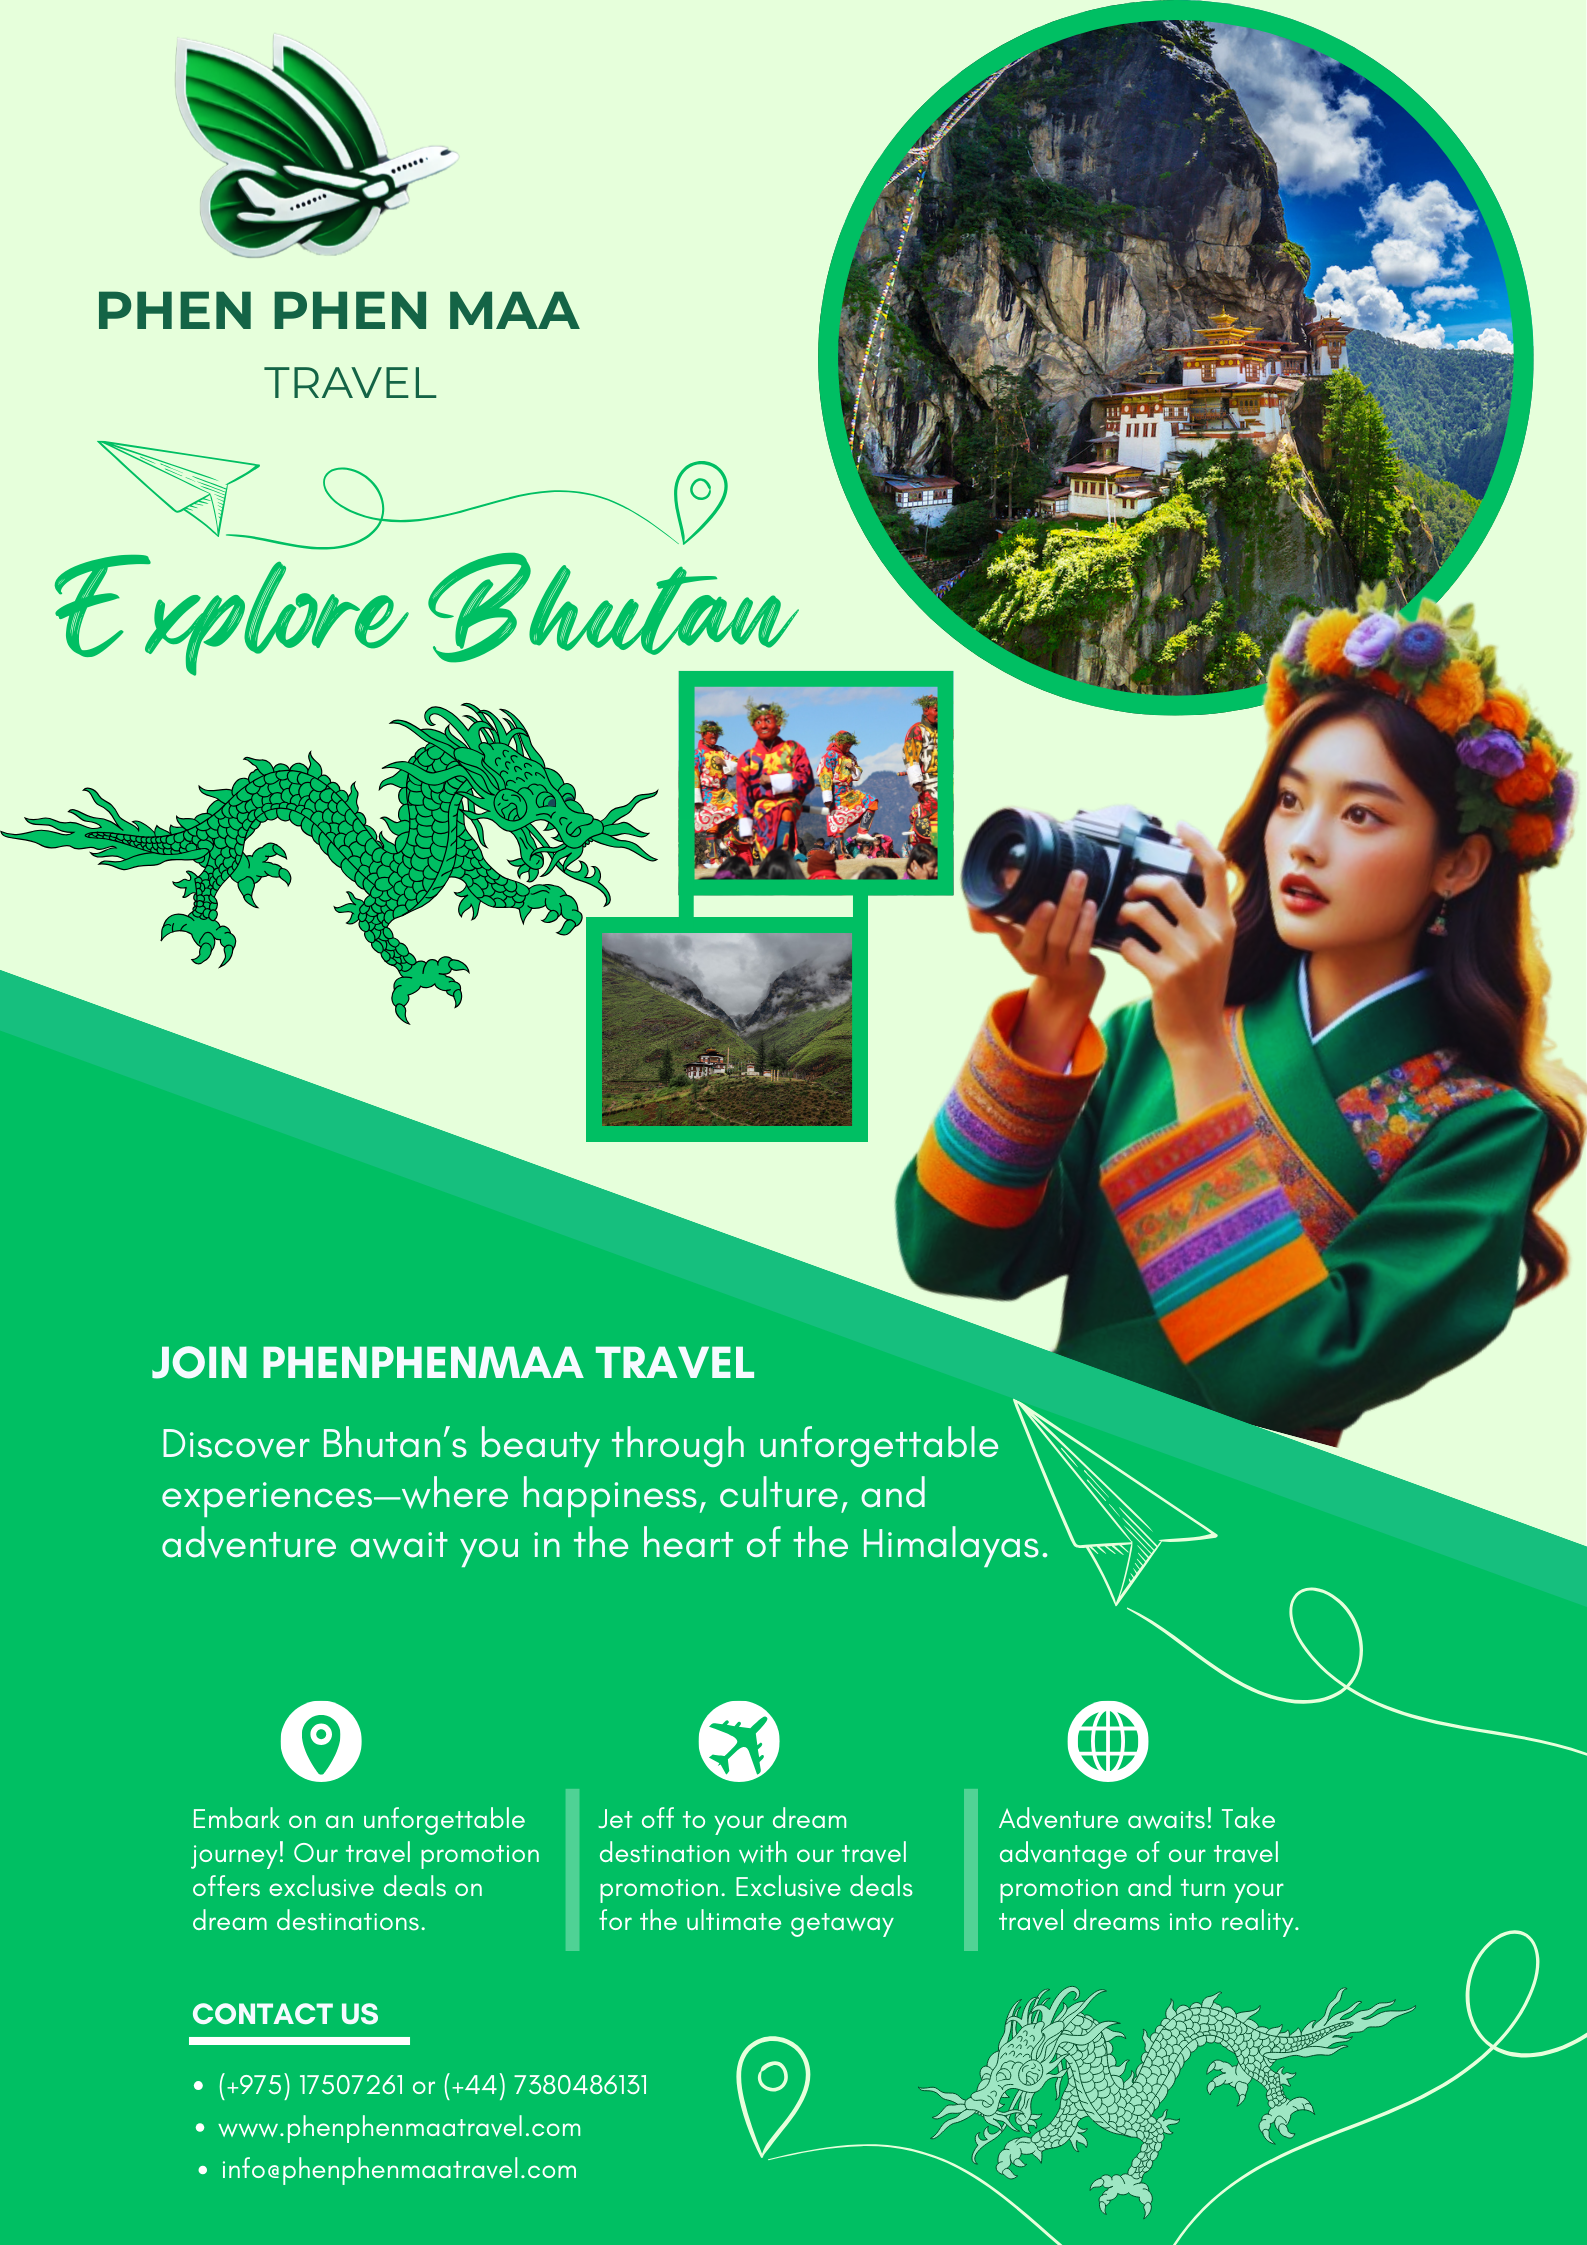 PHEN PHEN MAA
TRAVEL
Explore Bhutan
JOIN PHENPHENMAA TRAVEL
Discover Bhutan’s beauty through unforgettable
experiences—where happiness, culture, and
adventure await you in the heart of the Himalayas.
Embark on an unforgettable
journey! Our travel promotion
offers exclusive deals on
dream destinations.
Jet off to your dream
destination with our travel
promotion. Exclusive deals
for the ultimate getaway
Adventure awaits! Take
advantage of our travel
promotion and turn your
travel dreams into reality.
CONTACT US
• (+975) 17507261 or (+44) 7380486131
• www.phenphenmaatravel.com
• info@phenphenmaatravel.com